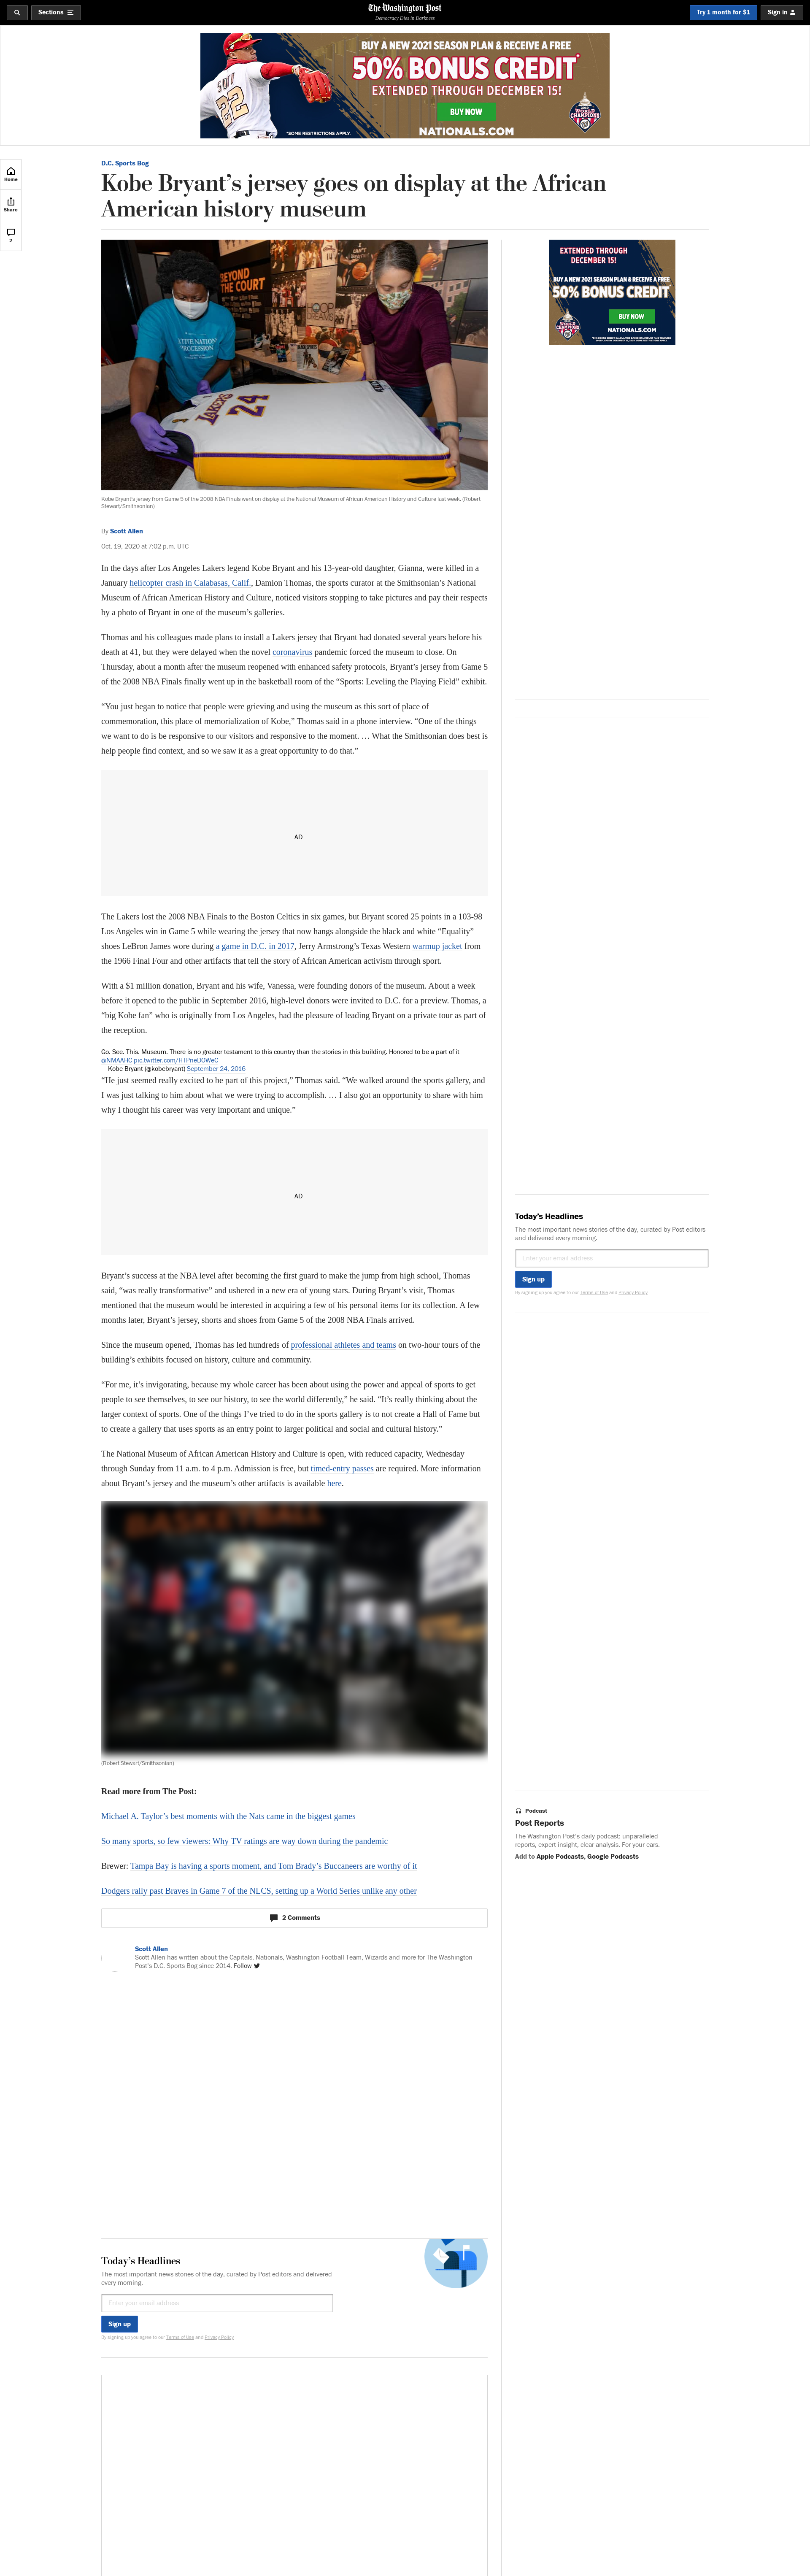 Sections
The Washington Post
Democracy Dies in Darkness
Try 1 month for $1
Sign in
BUY A NEW 2021 SEASON PLAN & RECEIVE A FREE
50% BONUS CREDIT*
EXTENDED THROUGH DECEMBER 15!
BUY NOW
*SOME RESTRICTIONS APPLY.
NATIONALS.COM
WORLD CHAMPIONS
22
Home
Share
2
D.C. Sports Bog
Kobe Bryant’s jersey goes on display at the African
American history museum
BEYOND
THE COURT
LAKERS
24
EXTENDED THROUGH
DECEMBER 15!
BUY A NEW 2021 SEASON PLAN & RECEIVE A FREE
50% BONUS CREDIT
BUY NOW
NATIONALS.COM
Kobe Bryant's jersey from Game 5 of the 2008 NBA Finals went on display at the National Museum of African American History and Culture last week. (Robert
Stewart/Smithsonian)
By Scott Allen
Oct. 19, 2020 at 7:02 p.m. UTC
In the days after Los Angeles Lakers legend Kobe Bryant and his 13-year-old daughter, Gianna, were killed in a
January helicopter crash in Calabasas, Calif., Damion Thomas, the sports curator at the Smithsonian’s National
Museum of African American History and Culture, noticed visitors stopping to take pictures and pay their respects
by a photo of Bryant in one of the museum’s galleries.
Thomas and his colleagues made plans to install a Lakers jersey that Bryant had donated several years before his
death at 41, but they were delayed when the novel coronavirus pandemic forced the museum to close. On
Thursday, about a month after the museum reopened with enhanced safety protocols, Bryant’s jersey from Game 5
of the 2008 NBA Finals finally went up in the basketball room of the “Sports: Leveling the Playing Field” exhibit.
“You just began to notice that people were grieving and using the museum as this sort of place of
commemoration, this place of memorialization of Kobe,” Thomas said in a phone interview. “One of the things
we want to do is be responsive to our visitors and responsive to the moment. … What the Smithsonian does best is
help people find context, and so we saw it as a great opportunity to do that.”
AD
The Lakers lost the 2008 NBA Finals to the Boston Celtics in six games, but Bryant scored 25 points in a 103-98
Los Angeles win in Game 5 while wearing the jersey that now hangs alongside the black and white “Equality”
shoes LeBron James wore during a game in D.C. in 2017, Jerry Armstrong’s Texas Western warmup jacket from
the 1966 Final Four and other artifacts that tell the story of African American activism through sport.
With a $1 million donation, Bryant and his wife, Vanessa, were founding donors of the museum. About a week
before it opened to the public in September 2016, high-level donors were invited to D.C. for a preview. Thomas, a
“big Kobe fan” who is originally from Los Angeles, had the pleasure of leading Bryant on a private tour as part of
the reception.
Go. See. This. Museum. There is no greater testament to this country than the stories in this building. Honored to be a part of it
@NMAAHC pic.twitter.com/HTPneDOWeC
— Kobe Bryant (@kobebryant) September 24, 2016
“He just seemed really excited to be part of this project,” Thomas said. “We walked around the sports gallery, and
I was just talking to him about what we were trying to accomplish. … I also got an opportunity to share with him
why I thought his career was very important and unique.”
AD
Today’s Headlines
The most important news stories of the day, curated by Post editors
and delivered every morning.
Enter your email address
Sign up
By signing up you agree to our Terms of Use and Privacy Policy
Bryant’s success at the NBA level after becoming the first guard to make the jump from high school, Thomas
said, “was really transformative” and ushered in a new era of young stars. During Bryant’s visit, Thomas
mentioned that the museum would be interested in acquiring a few of his personal items for its collection. A few
months later, Bryant’s jersey, shorts and shoes from Game 5 of the 2008 NBA Finals arrived.
Since the museum opened, Thomas has led hundreds of professional athletes and teams on two-hour tours of the
building’s exhibits focused on history, culture and community.
“For me, it’s invigorating, because my whole career has been about using the power and appeal of sports to get
people to see themselves, to see our history, to see the world differently,” he said. “It’s really thinking about the
larger context of sports. One of the things I’ve tried to do in the sports gallery is to not create a Hall of Fame but
to create a gallery that uses sports as an entry point to larger political and social and cultural history.”
The National Museum of African American History and Culture is open, with reduced capacity, Wednesday
through Sunday from 11 a.m. to 4 p.m. Admission is free, but timed-entry passes are required. More information
about Bryant’s jersey and the museum’s other artifacts is available here.
BASKETBALL
(Robert Stewart/Smithsonian)
Read more from The Post:
Michael A. Taylor’s best moments with the Nats came in the biggest games
So many sports, so few viewers: Why TV ratings are way down during the pandemic
Brewer: Tampa Bay is having a sports moment, and Tom Brady’s Buccaneers are worthy of it
Dodgers rally past Braves in Game 7 of the NLCS, setting up a World Series unlike any other
Podcast
Post Reports
The Washington Post’s daily podcast: unparalleled
reports, expert insight, clear analysis. For your ears.
Add to Apple Podcasts, Google Podcasts
2 Comments
Scott Allen
Scott Allen has written about the Capitals, Nationals, Washington Football Team, Wizards and more for The Washington
Post’s D.C. Sports Bog since 2014. Follow
Today’s Headlines
The most important news stories of the day, curated by Post editors and delivered
every morning.
Enter your email address
Sign up
By signing up you agree to our Terms of Use and Privacy Policy